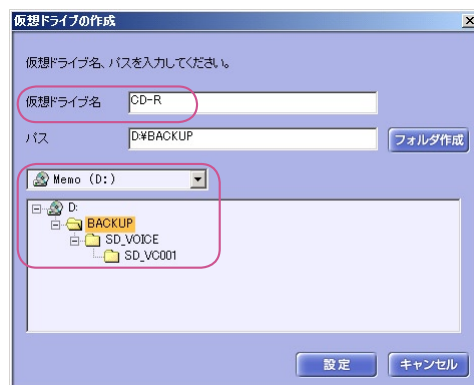 仮想ドライブの作成
仮想ドライブ名、パスを入力してください。
仮想ドライブ名 CD-R
パス D:¥BACKUP フォルダ作成
Memo (D:)
D:
BACKUP
SD_VOICE
SD_VC001
設定 キャンセル